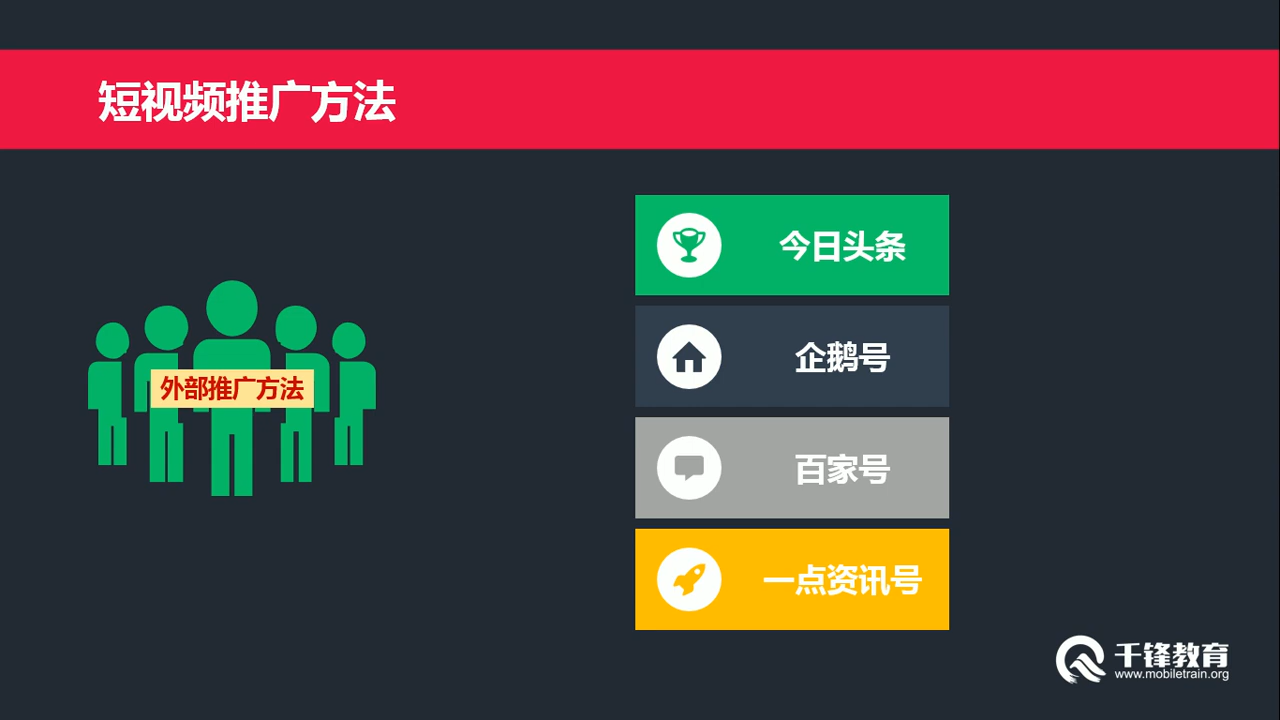 短视频推广方法
外部推广方法
今日头条
企鹅号
百家号
一点资讯号
千锋教育
www.mobiletrain.org